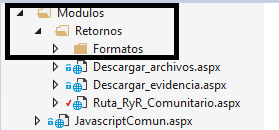 Modulos
Retornos
Formatos
Descargar_archivos.aspx
Descargar_evidencia.aspx
Ruta_RyR_Comunitario.aspx
JavascriptComun.aspx